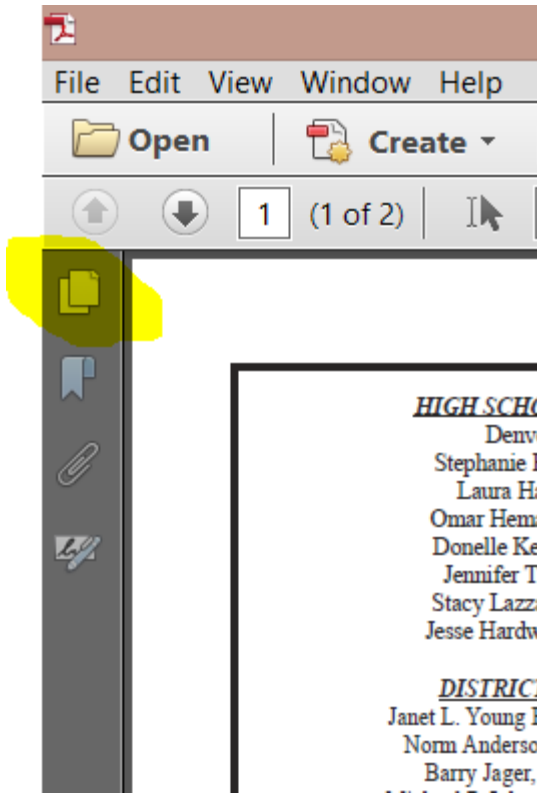 File Edit View Window Help
Open Create
1 (1 of 2)
HIGH SCHO
Denv
Stephanie
Laura Ha
Omar Hema
Donelle Ke
Jennifer T
Stacy Lazz
Jesse Hardw
DISTRICT
Janet L. Young
Norm Anderso
Barry Jager,